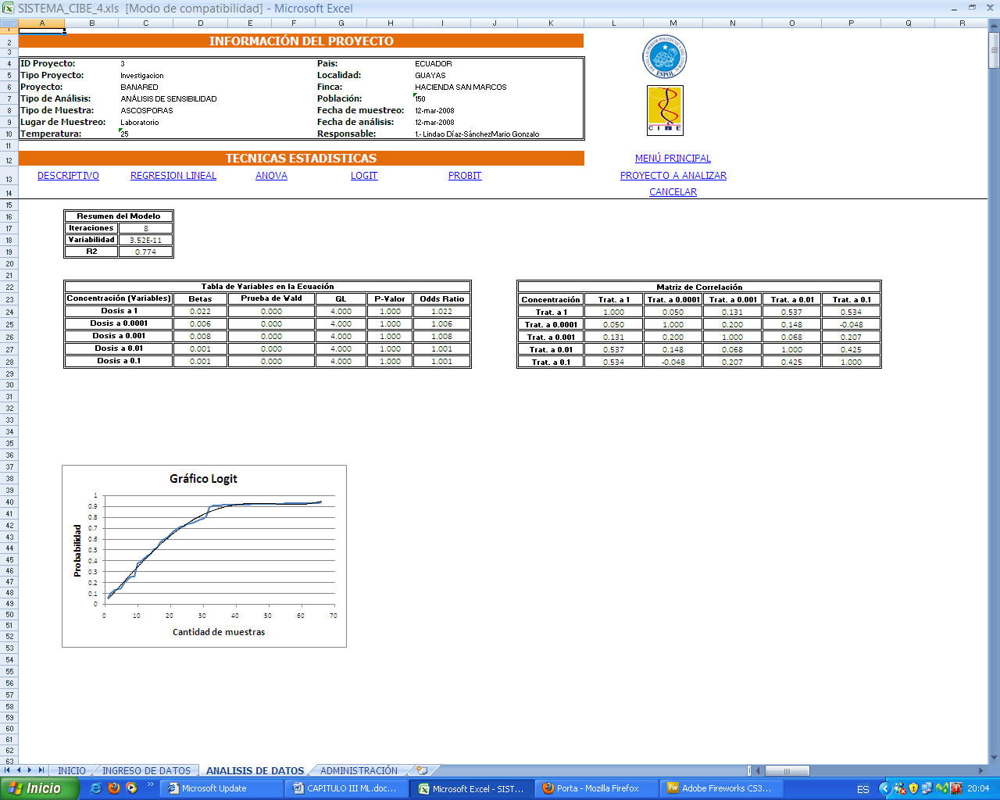 SISTEMA_CIBE_4.xls [Modo de compatibilidad] - Microsoft Excel
A B C D E F G H I J K L M N O P Q R
INFORMACIÓN DEL PROYECTO
ID Proyecto: 3 Pais: ECUADOR
Tipo Proyecto: Investigacion Localidad: GUAYAS
Proyecto: BANARED Finca: HACIENDA SAN MARCOS
Tipo de Análisis: ANÁLISIS DE SENSIBILIDAD Población: 150
Tipo de Muestra: ASCOSPORAS Fecha de muestreo: 12-mar-2008
Lugar de Muestreo: Laboratorio Fecha de análisis: 12-mar-2008
Temperatura: 25 Responsable: 1.- Lindao Díaz-SánchezMario Gonzalo
ESPOL
CIBE
TECNICAS ESTADISTICAS
DESCRIPTIVO REGRESION LINEAL ANOVA LOGIT PROBIT
MENÚ PRINCIPAL
PROYECTO A ANALIZAR
CANCELAR
Resumen del Modelo
Iteraciones 8
Variabilidad 3.52E-11
R2 0.774
Tabla de Variables en la Ecuación
Concentración (Variables) Betas Prueba de Wald GL P-Valor Odds Ratio
Dosis a 1 0.022 0.000 4.000 1.000 1.022
Dosis a 0.0001 0.006 0.000 4.000 1.000 1.006
Dosis a 0.001 0.008 0.000 4.000 1.000 1.008
Dosis a 0.01 0.001 0.000 4.000 1.000 1.001
Dosis a 0.1 0.001 0.000 4.000 1.000 1.001
Matriz de Correlación
Concentración Trat. a 1 Trat. a 0.0001 Trat. a 0.001 Trat. a 0.01 Trat. a 0.1
Trat. a 1 1.000 0.050 0.131 0.537 0.534
Trat. a 0.0001 0.050 1.000 0.200 0.148 -0.048
Trat. a 0.001 0.131 0.200 1.000 0.068 0.207
Trat. a 0.01 0.537 0.148 0.068 1.000 0.425
Trat. a 0.1 0.534 -0.048 0.207 0.425 1.000
Gráfico Logit
Probabilidad
1
0.9
0.8
0.7
0.6
0.5
0.4
0.3
0.2
0.1
0
0 10 20 30 40 50 60 70
Cantidad de muestras
INICIO INGRESO DE DATOS ANALISIS DE DATOS ADMINISTRACIÓN
Inicio Microsoft Update CAPITULO III ML.doc... Microsoft Excel - SIST... Porta - Mozilla Firefox Adobe Fireworks CS3... ES 20:04